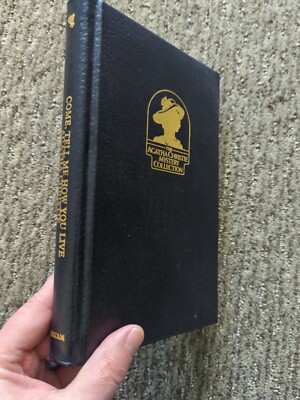 COME, TELL ME HOW YOU LIVE
THE
AGATHA CHRISTIE
MYSTERY
COLLECTION